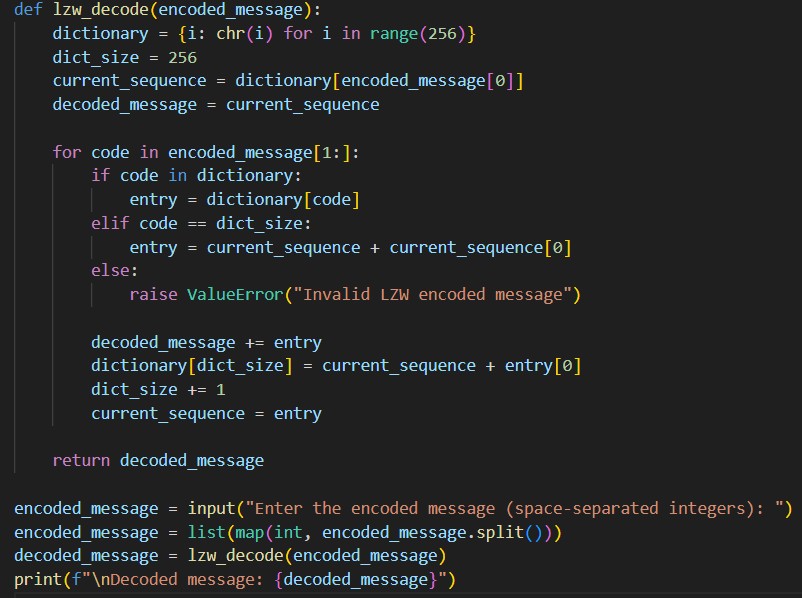 def lzw_decode(encoded_message):
    dictionary = {i: chr(i) for i in range(256)}
    dict_size = 256
    current_sequence = dictionary[encoded_message[0]]
    decoded_message = current_sequence

    for code in encoded_message[1:]:
        if code in dictionary:
            entry = dictionary[code]
        elif code == dict_size:
            entry = current_sequence + current_sequence[0]
        else:
            raise ValueError("Invalid LZW encoded message")

        decoded_message += entry
        dictionary[dict_size] = current_sequence + entry[0]
        dict_size += 1
        current_sequence = entry

    return decoded_message

encoded_message = input("Enter the encoded message (space-separated integers): ")
encoded_message = list(map(int, encoded_message.split()))
decoded_message = lzw_decode(encoded_message)
print(f"\nDecoded message: {decoded_message}")